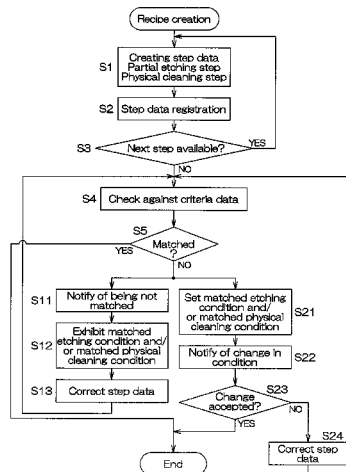 Recipe creation
S1
Creating step data
Partial etching step
Physical cleaning step
S2
Step data registration
S3
Next step available?
YES
NO
S4
Check against criteria data
S5
YES
Matched
?
NO
S11
Notify of being not
matched
S12
Exhibit matched
etching condition and/
or matched physical
cleaning condition
S13
Correct step data
Set matched etching
condition and/
or matched physical
cleaning condition
S21
Notify of change in
condition
S22
S23
Change
accepted?
NO
YES
S24
Correct step
data
End